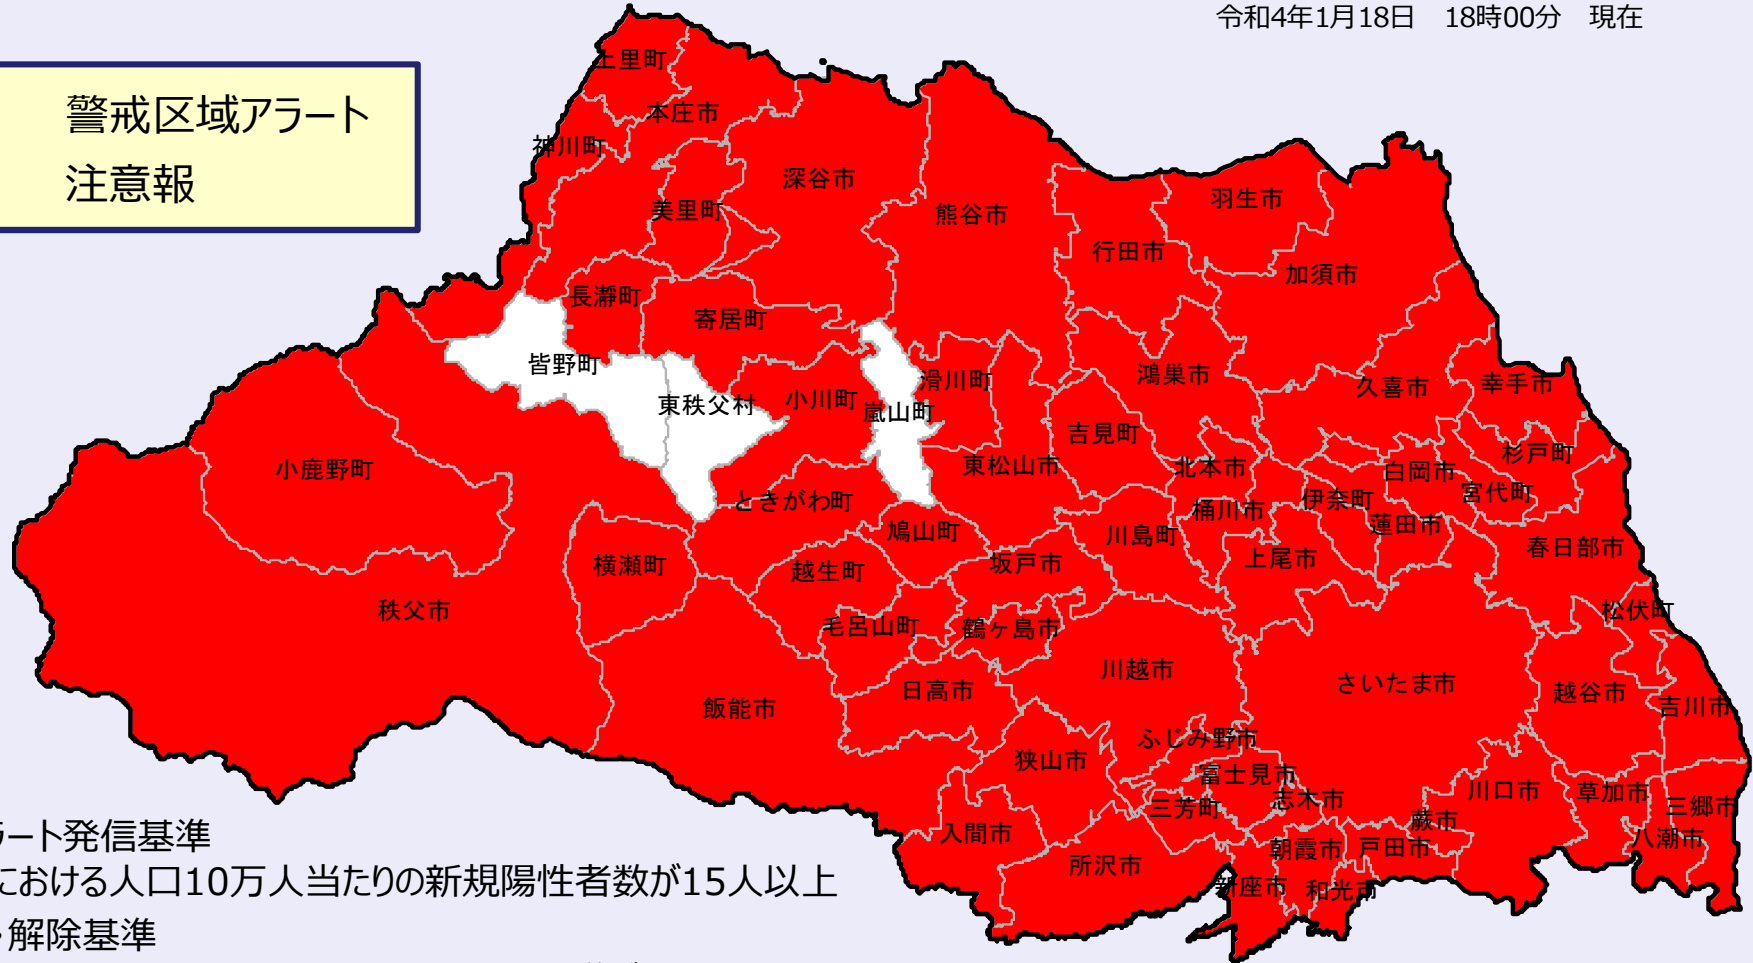 令和4年1月18日 18時00分 現在
警戒区域アラート
注意報
上里町
本庄市
神川町
深谷市
美里町
熊谷市
羽生市
行田市
加須市
長瀞町
寄居町
皆野町
東秩父村
小川町
嵐山町
滑川町
鴻巣市
久喜市
幸手市
吉見町
小鹿野町
東松山市
北本市
白岡市
杉戸町
宮代町
ときがわ町
桶川市
伊奈町
蓮田市
鳩山町
川島町
上尾市
春日部市
横瀬町
越生町
坂戸市
秩父市
毛呂山町
鶴ヶ島市
松伏町
川越市
さいたま市
日高市
飯能市
越谷市
吉川市
ふじみ野市
狭山市
富士見市
志木市
三芳町
川口市
草加市
三郷市
入間市
蕨市
八潮市
朝霞市
戸田市
所沢市
新座市
和光市
ラート発信基準
における人口10万人当たりの新規陽性者数が15人以上
・解除基準